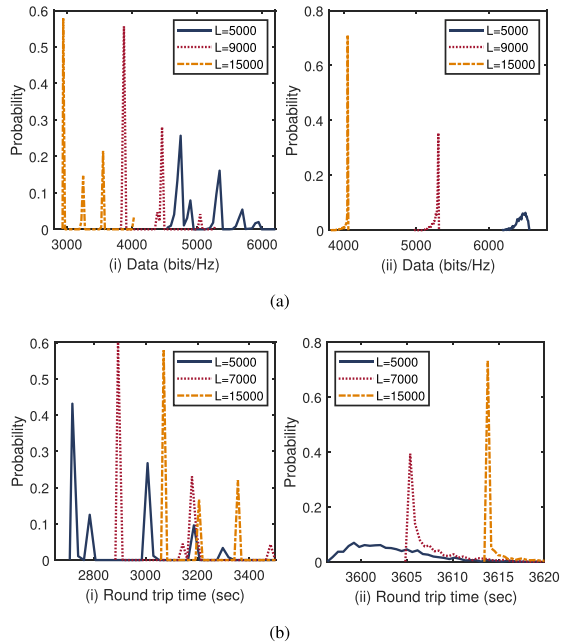 0.6
0.5
0.4
0.3
0.2
0.1
0
Probability
L=5000
L=9000
L=15000
3000 4000 5000 6000
(i) Data (bits/Hz)
0.8
0.6
0.4
0.2
0
Probability
L=5000
L=9000
L=15000
4000 5000 6000
(ii) Data (bits/Hz)
(a)
0.6
0.5
0.4
0.3
0.2
0.1
0
Probability
L=5000
L=7000
L=15000
2800 3000 3200 3400
(i) Round trip time (sec)
0.8
0.6
0.4
0.2
0
Probability
L=5000
L=7000
L=15000
3600 3605 3610 3615 3620
(ii) Round trip time (sec)
(b)